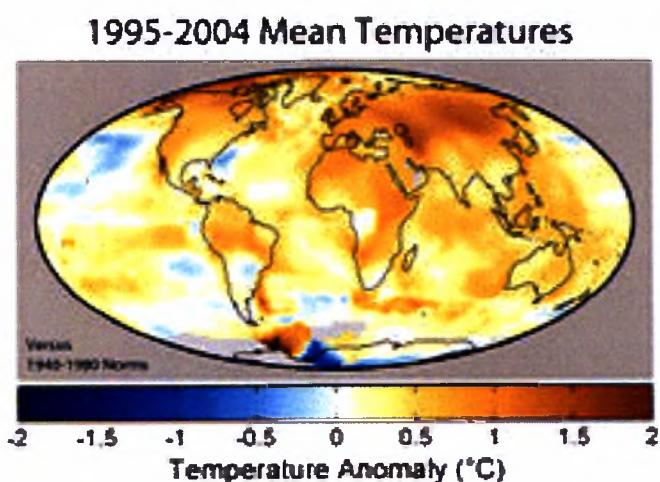 1995-2004 Mean Temperatures
Versus
1940-1980 Norms
-2 -1.5 -1 -0.5 0 0.5 1 1.5 2
Temperature Anomaly (°C)